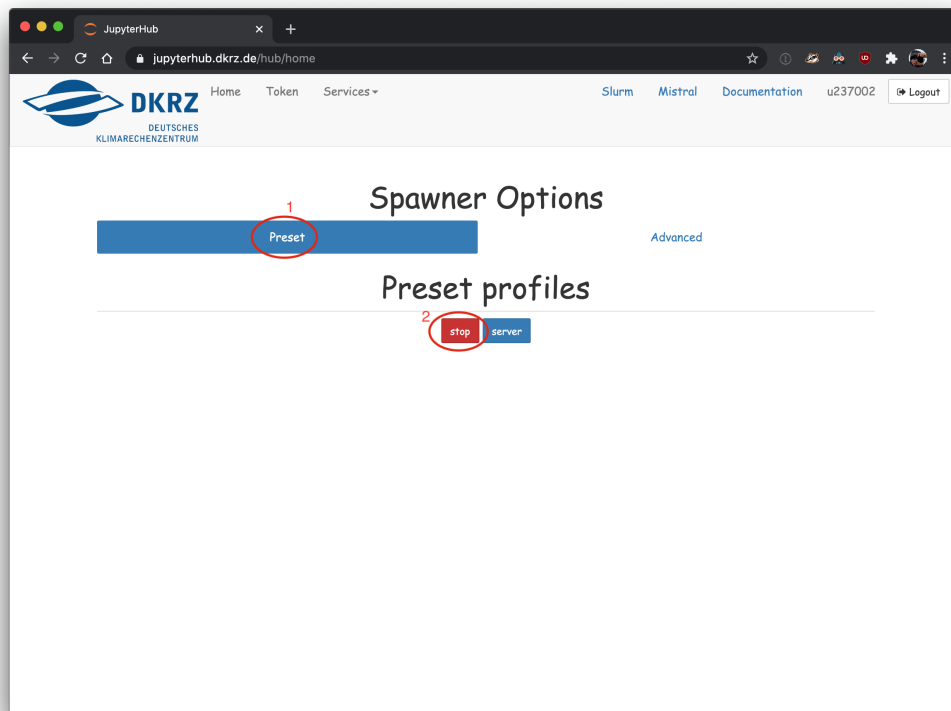 JupyterHub
jupyterhub.dkrz.de/hub/home
DKRZ
DEUTSCHES
KLIMARECHENZENTRUM
Home Token Services
Slurm Mistral Documentation u237002 Logout
Spawner Options
1
Preset Advanced
Preset profiles
2
stop server